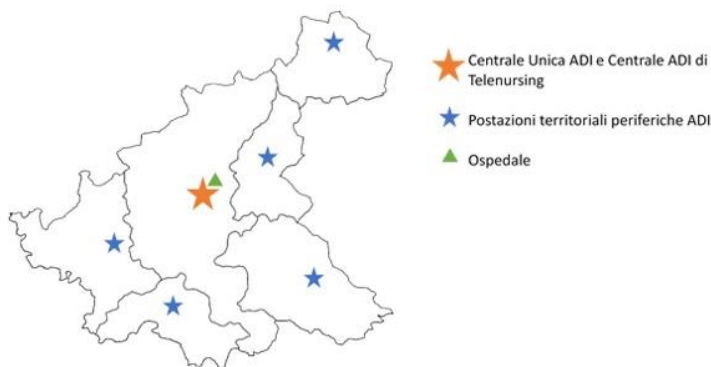 Centrale Unica ADI e Centrale ADI di
Telenursing
Postazioni territoriali periferiche ADI
Ospedale